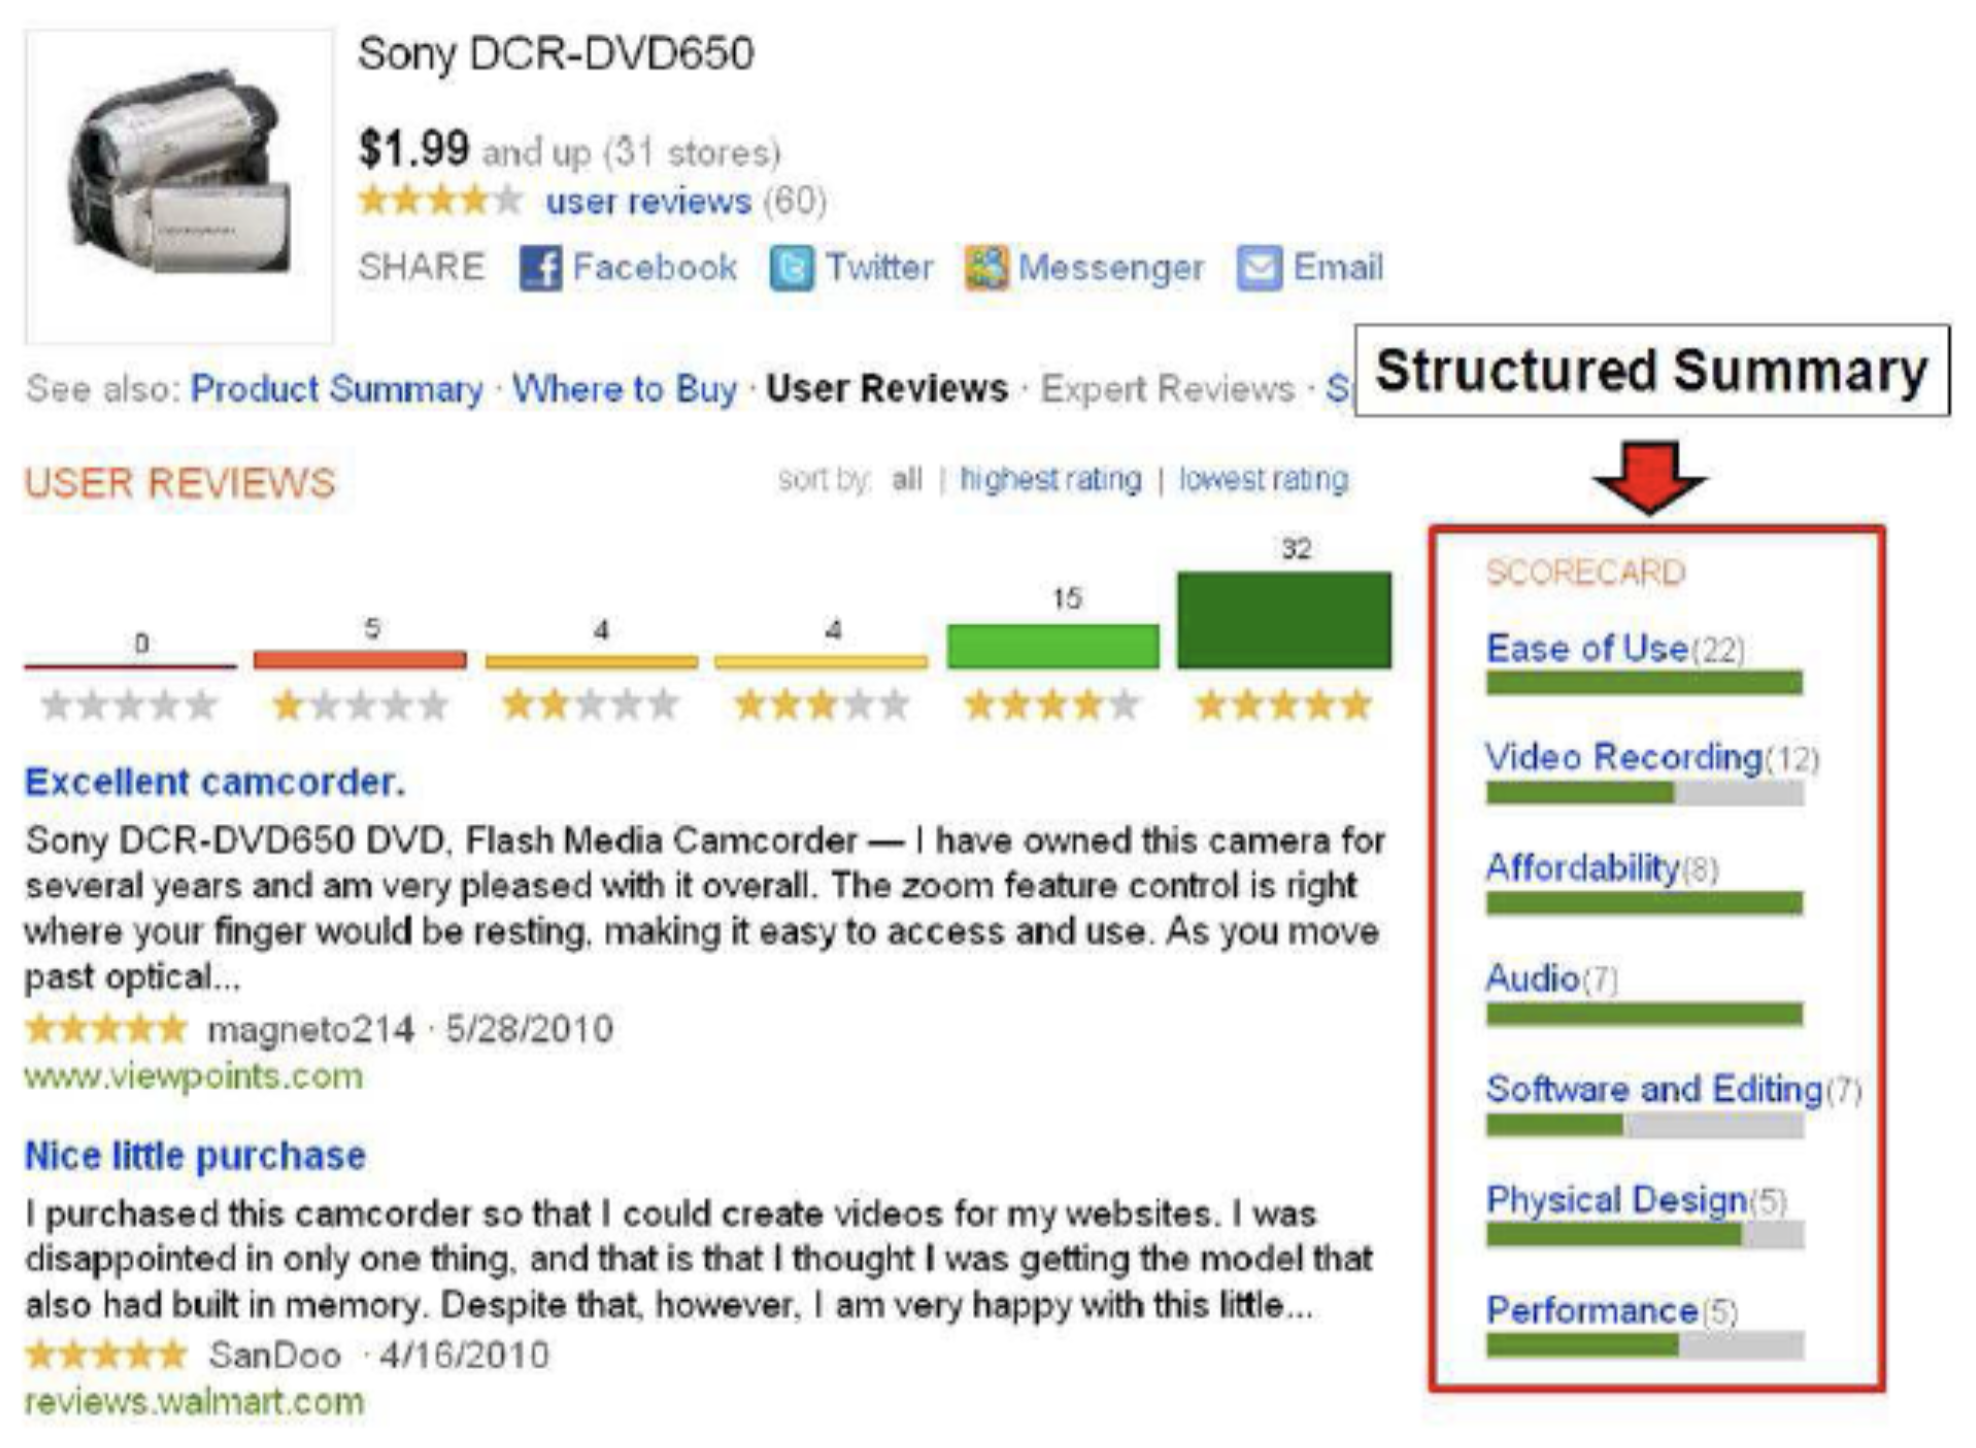 Sony DCR-DVD650
$1.99 and up (31 stores)
user reviews (60)
SHARE Facebook Twitter Messenger Email
Structured Summary
See also: Product Summary · Where to Buy · User Reviews · Expert Reviews · S
USER REVIEWS
sort by: all | highest rating | lowest rating
0 5 4 4 15 32
Excellent camcorder.
Sony DCR-DVD650 DVD, Flash Media Camcorder — I have owned this camera for
several years and am very pleased with it overall. The zoom feature control is right
where your finger would be resting, making it easy to access and use. As you move
past optical...
magneto214 · 5/28/2010
www.viewpoints.com
Nice little purchase
I purchased this camcorder so that I could create videos for my websites. I was
disappointed in only one thing, and that is that I thought I was getting the model that
also had built in memory. Despite that, however, I am very happy with this little...
SanDoo · 4/16/2010
reviews.walmart.com
SCORECARD
Ease of Use(22)
Video Recording(12)
Affordability(8)
Audio(7)
Software and Editing(7)
Physical Design(5)
Performance(5)